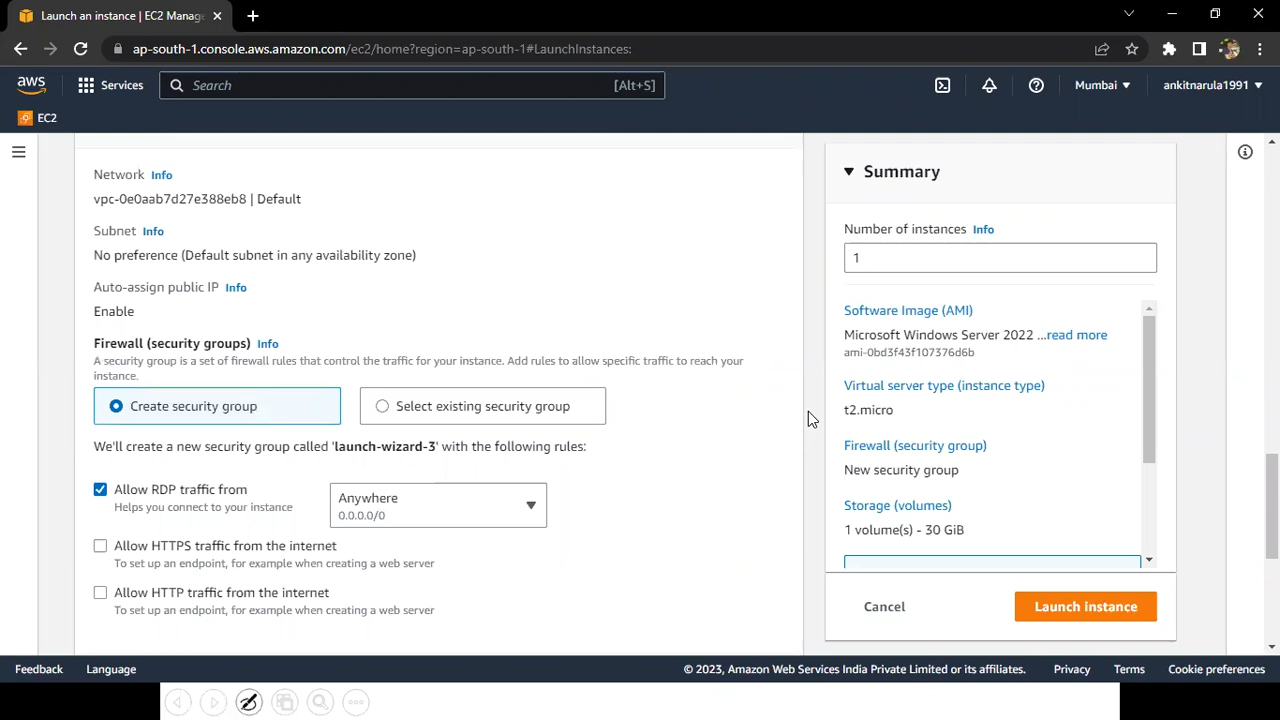 Launch an instance | EC2 Manag
ap-south-1.console.aws.amazon.com/ec2/home?region=ap-south-1#LaunchInstances:
aws
Services
Search
[Alt+S]
Mumbai
ankitnarula1991
EC2
Network Info
vpc-0e0aab7d27e388eb8 | Default
Subnet Info
No preference (Default subnet in any availability zone)
Auto-assign public IP Info
Enable
Firewall (security groups) Info
A security group is a set of firewall rules that control the traffic for your instance. Add rules to allow specific traffic to reach your
instance.
Create security group
Select existing security group
We'll create a new security group called 'launch-wizard-3' with the following rules:
Allow RDP traffic from
Helps you connect to your instance
Anywhere
0.0.0.0/0
Allow HTTPS traffic from the internet
To set up an endpoint, for example when creating a web server
Allow HTTP traffic from the internet
To set up an endpoint, for example when creating a web server
Summary
Number of instances Info
1
Software Image (AMI)
Microsoft Windows Server 2022 ...read more
ami-0bd3f43f107376d6b
Virtual server type (instance type)
t2.micro
Firewall (security group)
New security group
Storage (volumes)
1 volume(s) - 30 GiB
Cancel
Launch instance
Feedback
Language
© 2023, Amazon Web Services India Private Limited or its affiliates.
Privacy
Terms
Cookie preferences